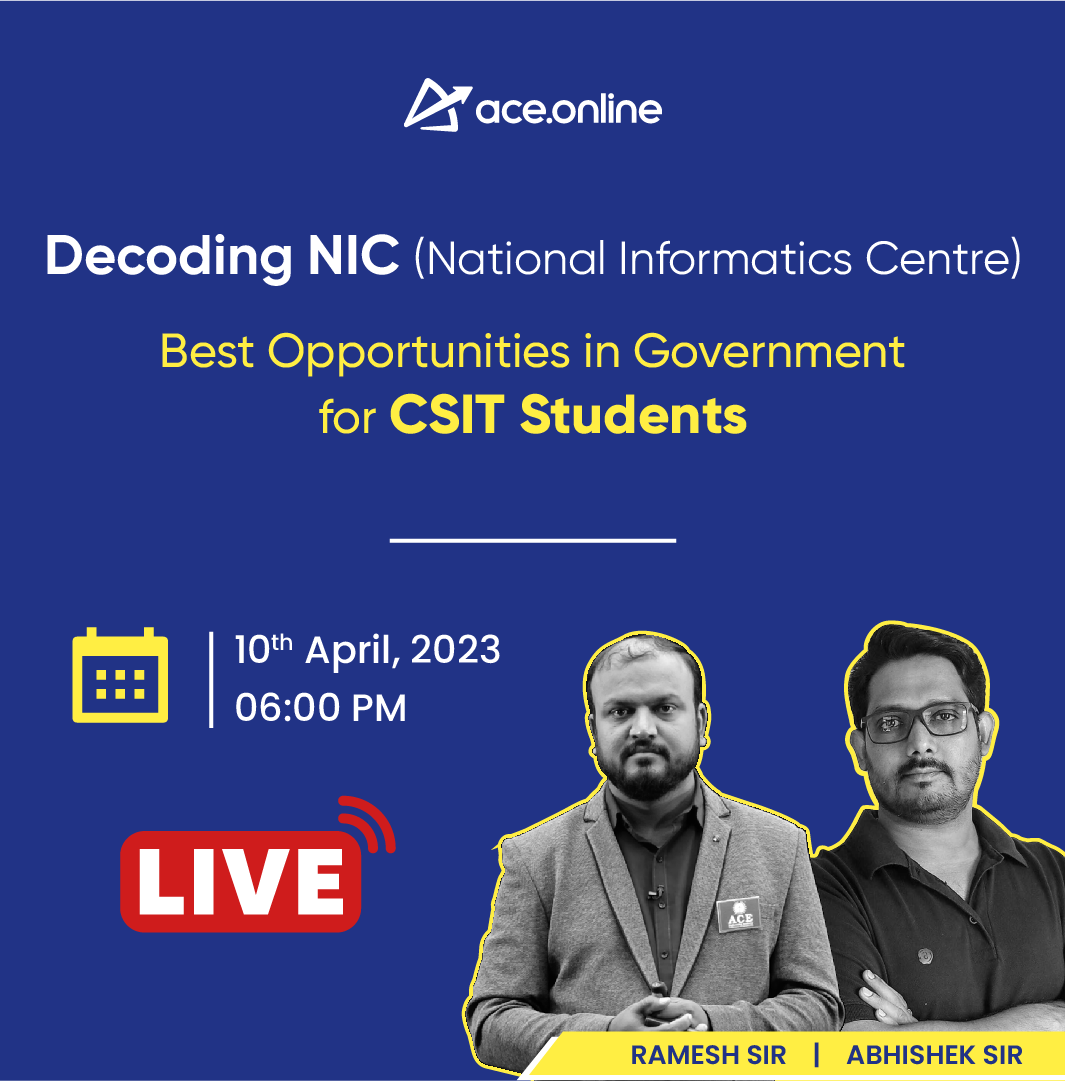 ace.online
Decoding NIC (National Informatics Centre)
Best Opportunities in Government
for CSIT Students
10th April, 2023
06:00 PM
LIVE
ACE
RAMESH SIR | ABHISHEK SIR